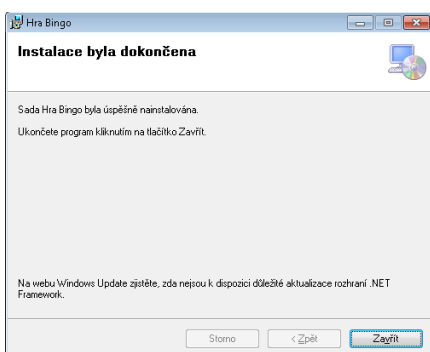 Hra Bingo
Instalace byla dokončena
Sada Hra Bingo byla úspěšně nainstalována.
Ukončete program kliknutím na tlačítko Zavřít.
Na webu Windows Update zjistěte, zda nejsou k dispozici důležité aktualizace rozhraní .NET
Framework.
Storno
< Zpět
Zavřít